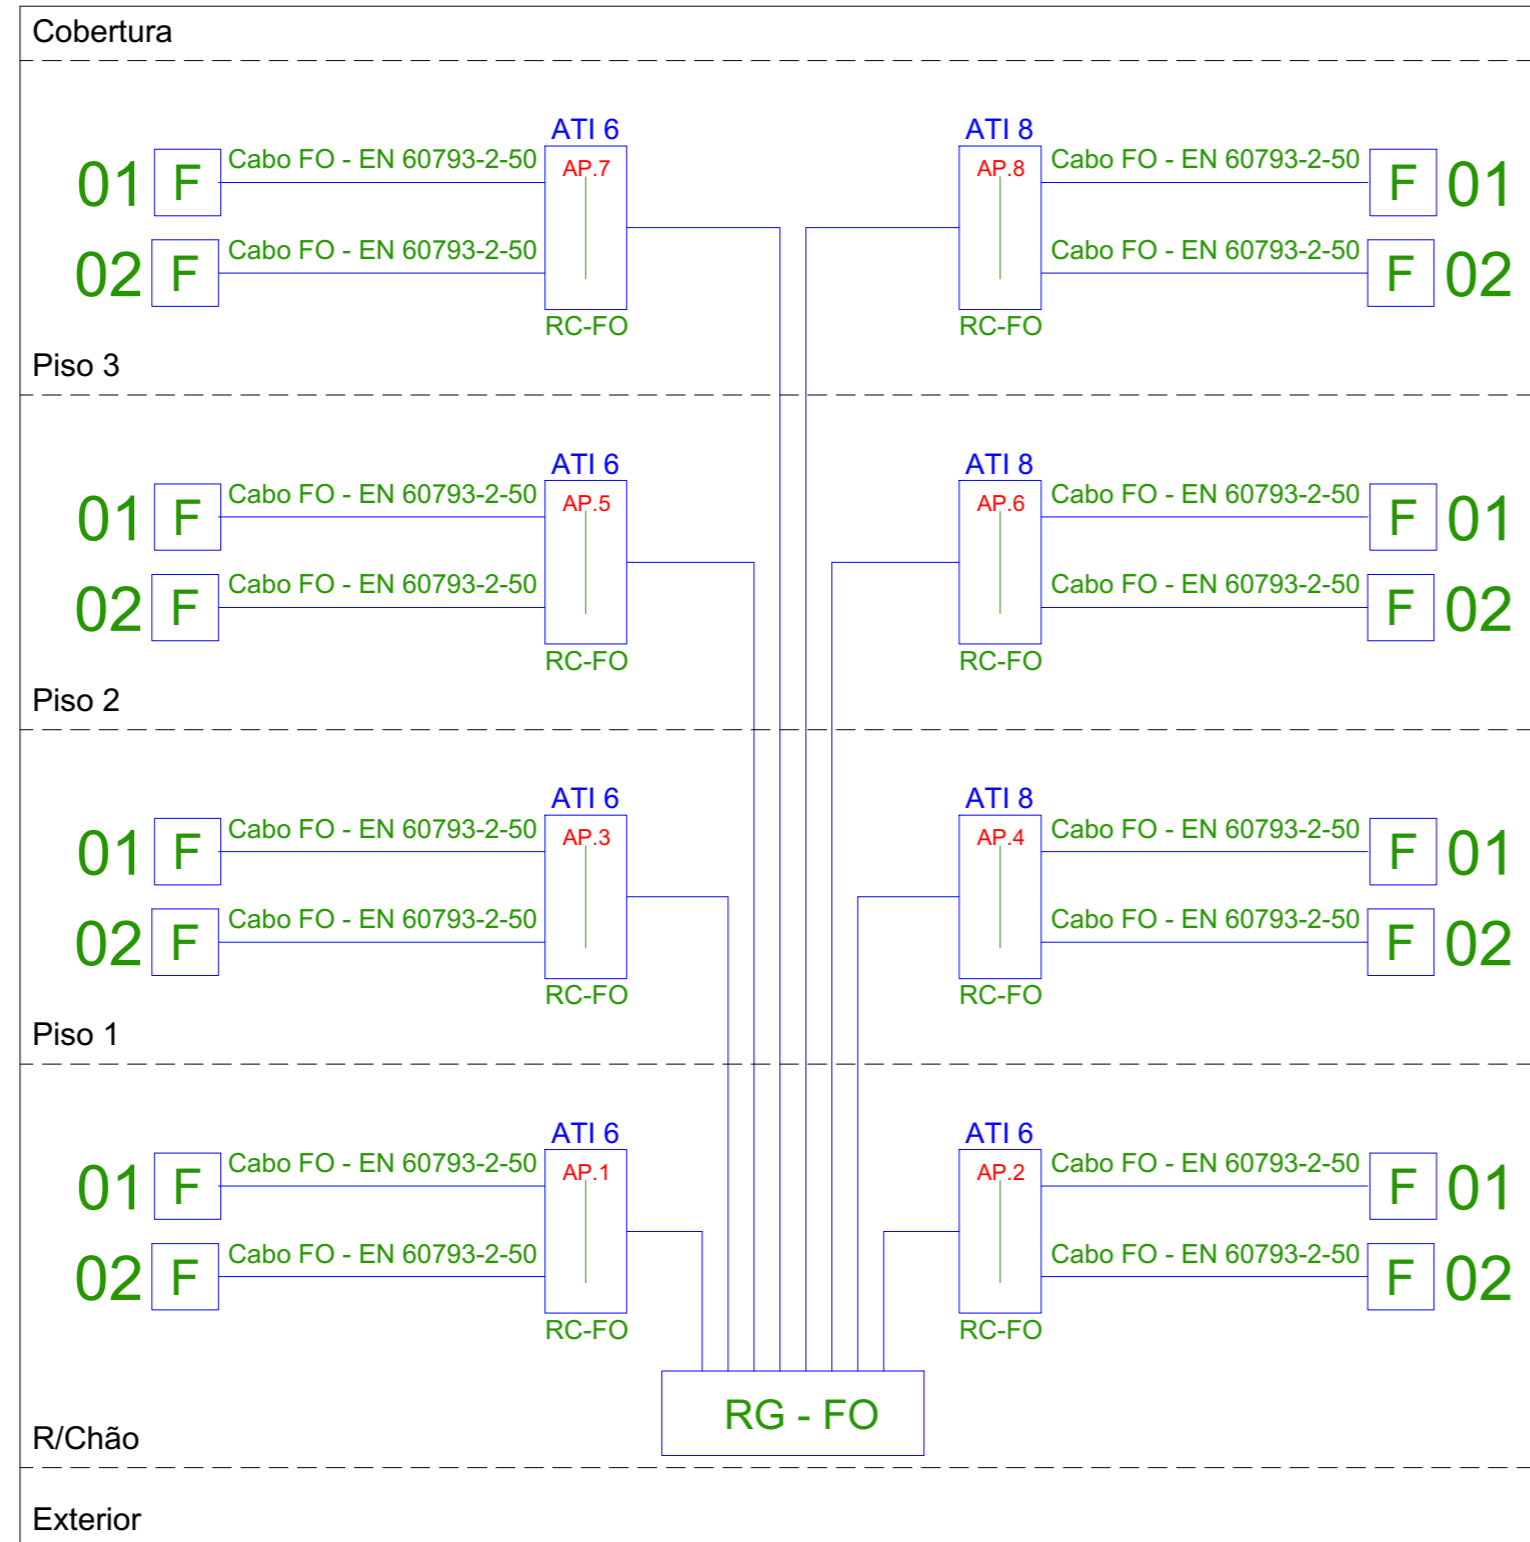 Cobertura
ATI 6 ATI 8
01 F Cabo FO - EN 60793-2-50 AP.7 AP.8 Cabo FO - EN 60793-2-50 F 01
02 F Cabo FO - EN 60793-2-50 Cabo FO - EN 60793-2-50 F 02
RC-FO RC-FO
Piso 3
ATI 6 ATI 8
01 F Cabo FO - EN 60793-2-50 AP.5 AP.6 Cabo FO - EN 60793-2-50 F 01
02 F Cabo FO - EN 60793-2-50 Cabo FO - EN 60793-2-50 F 02
RC-FO RC-FO
Piso 2
ATI 6 ATI 8
01 F Cabo FO - EN 60793-2-50 AP.3 AP.4 Cabo FO - EN 60793-2-50 F 01
02 F Cabo FO - EN 60793-2-50 Cabo FO - EN 60793-2-50 F 02
RC-FO RC-FO
Piso 1
ATI 6 ATI 6
01 F Cabo FO - EN 60793-2-50 AP.1 AP.2 Cabo FO - EN 60793-2-50 F 01
02 F Cabo FO - EN 60793-2-50 Cabo FO - EN 60793-2-50 F 02
RC-FO RC-FO
RG - FO
R/Chão
Exterior